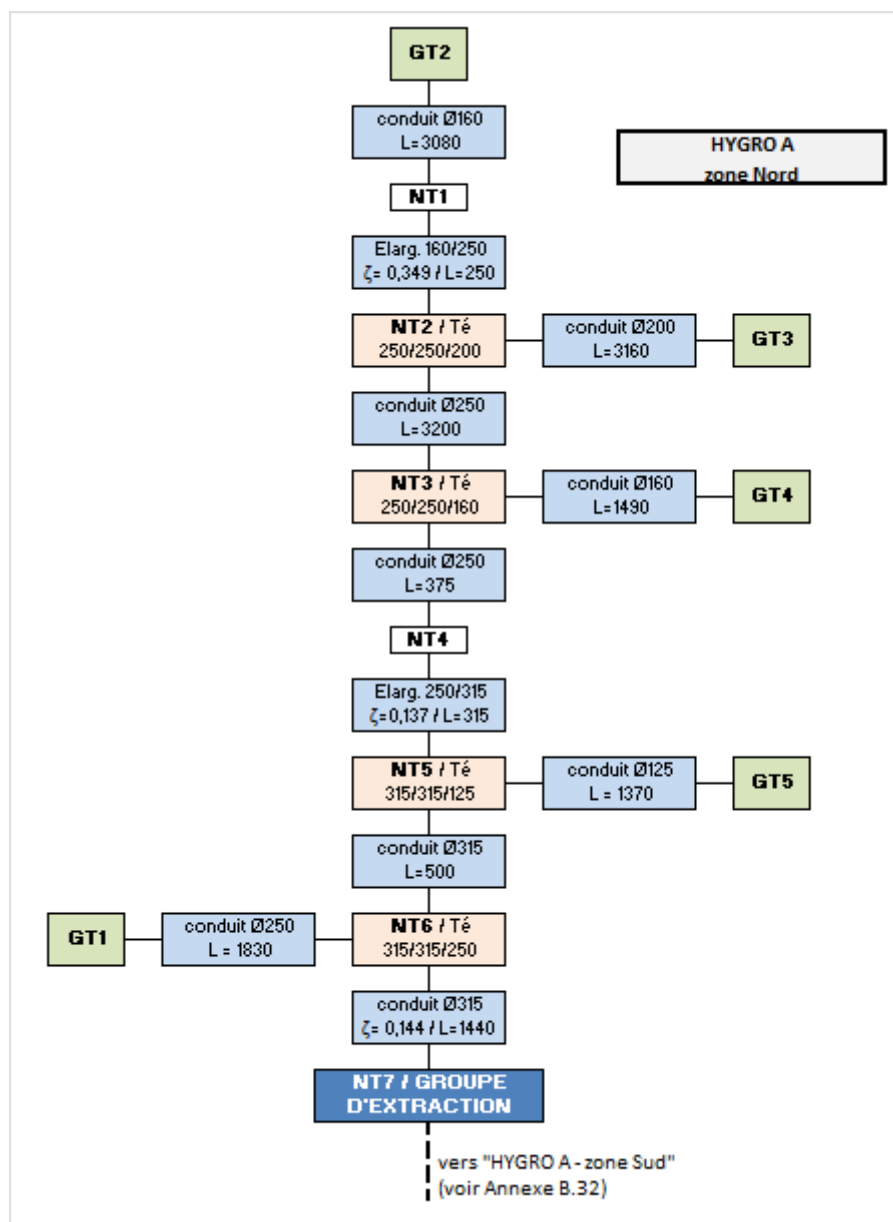 GT2
conduit Ø160
L=3080
HYGRO A
zone Nord
NT1
Elarg. 160/250
ζ= 0,349 / L=250
NT2 / Té
250/250/200
conduit Ø200
L=3160
GT3
conduit Ø250
L=3200
NT3 / Té
250/250/160
conduit Ø160
L=1490
GT4
conduit Ø250
L=375
NT4
Elarg. 250/315
ζ=0,137 / L=315
NT5 / Té
315/315/125
conduit Ø125
L = 1370
GT5
conduit Ø315
L=500
GT1
conduit Ø250
L = 1830
NT6 / Té
315/315/250
conduit Ø315
ζ= 0,144 / L=1440
NT7 / GROUPE
D'EXTRACTION
vers "HYGRO A - zone Sud"
(voir Annexe B.32)